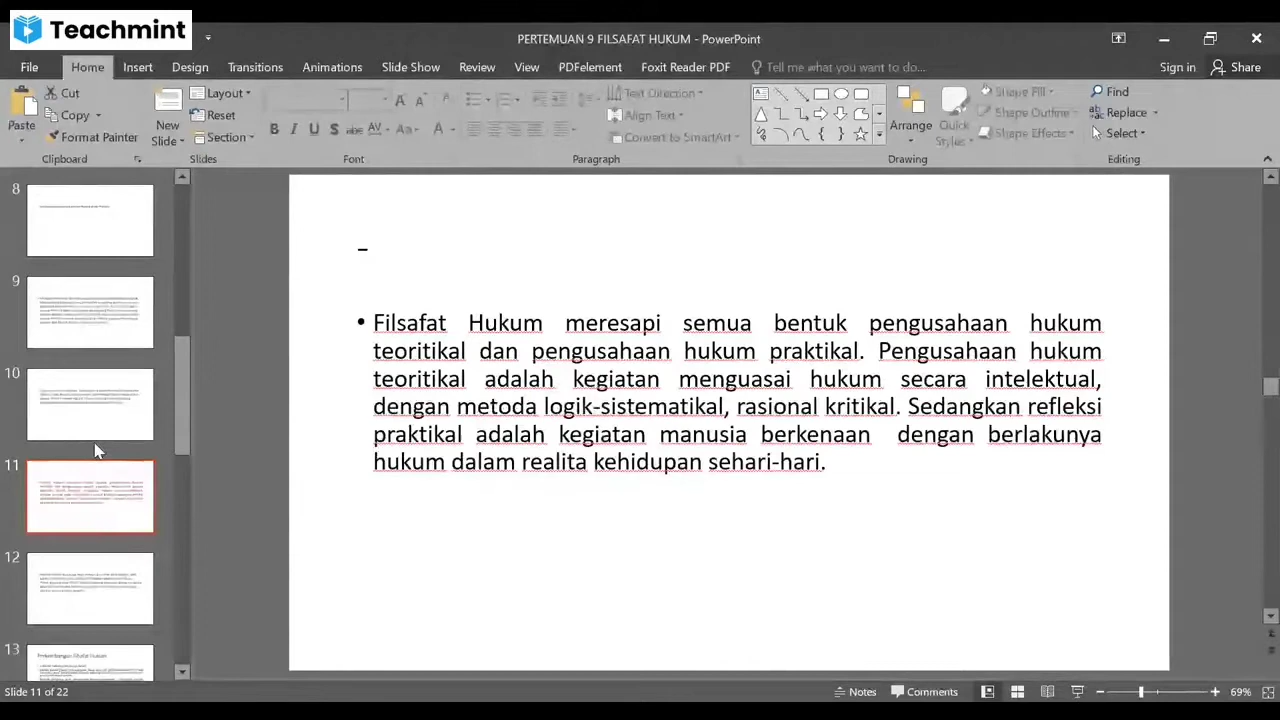 Teachmint
PERTEMUAN 9 FILSAFAT HUKUM - PowerPoint
File Home Insert Design Transitions Animations Slide Show Review View PDFelement Foxit Reader PDF Tell me what you want to do... Sign in Share
Paste
Cut
Copy
Format Painter
Clipboard
New
Slide
Layout
Reset
Section
Slides
Font
Text Direction
Align Text
Convert to SmartArt
Paragraph
Arrange
Quick
Styles
Shape Fill
Shape Outline
Shape Effects
Drawing
Find
Replace
Select
Editing
8
9
10
11
12
13
Perkembangan Filsafat Hukum
–
• Filsafat Hukum meresapi semua bentuk pengusahaan hukum
teoritikal dan pengusahaan hukum praktikal. Pengusahaan hukum
teoritikal adalah kegiatan menguasai hukum secara intelektual,
dengan metoda logik-sistematikal, rasional kritikal. Sedangkan refleksi
praktikal adalah kegiatan manusia berkenaan dengan berlakunya
hukum dalam realita kehidupan sehari-hari.
Slide 11 of 22
Notes
Comments
69%